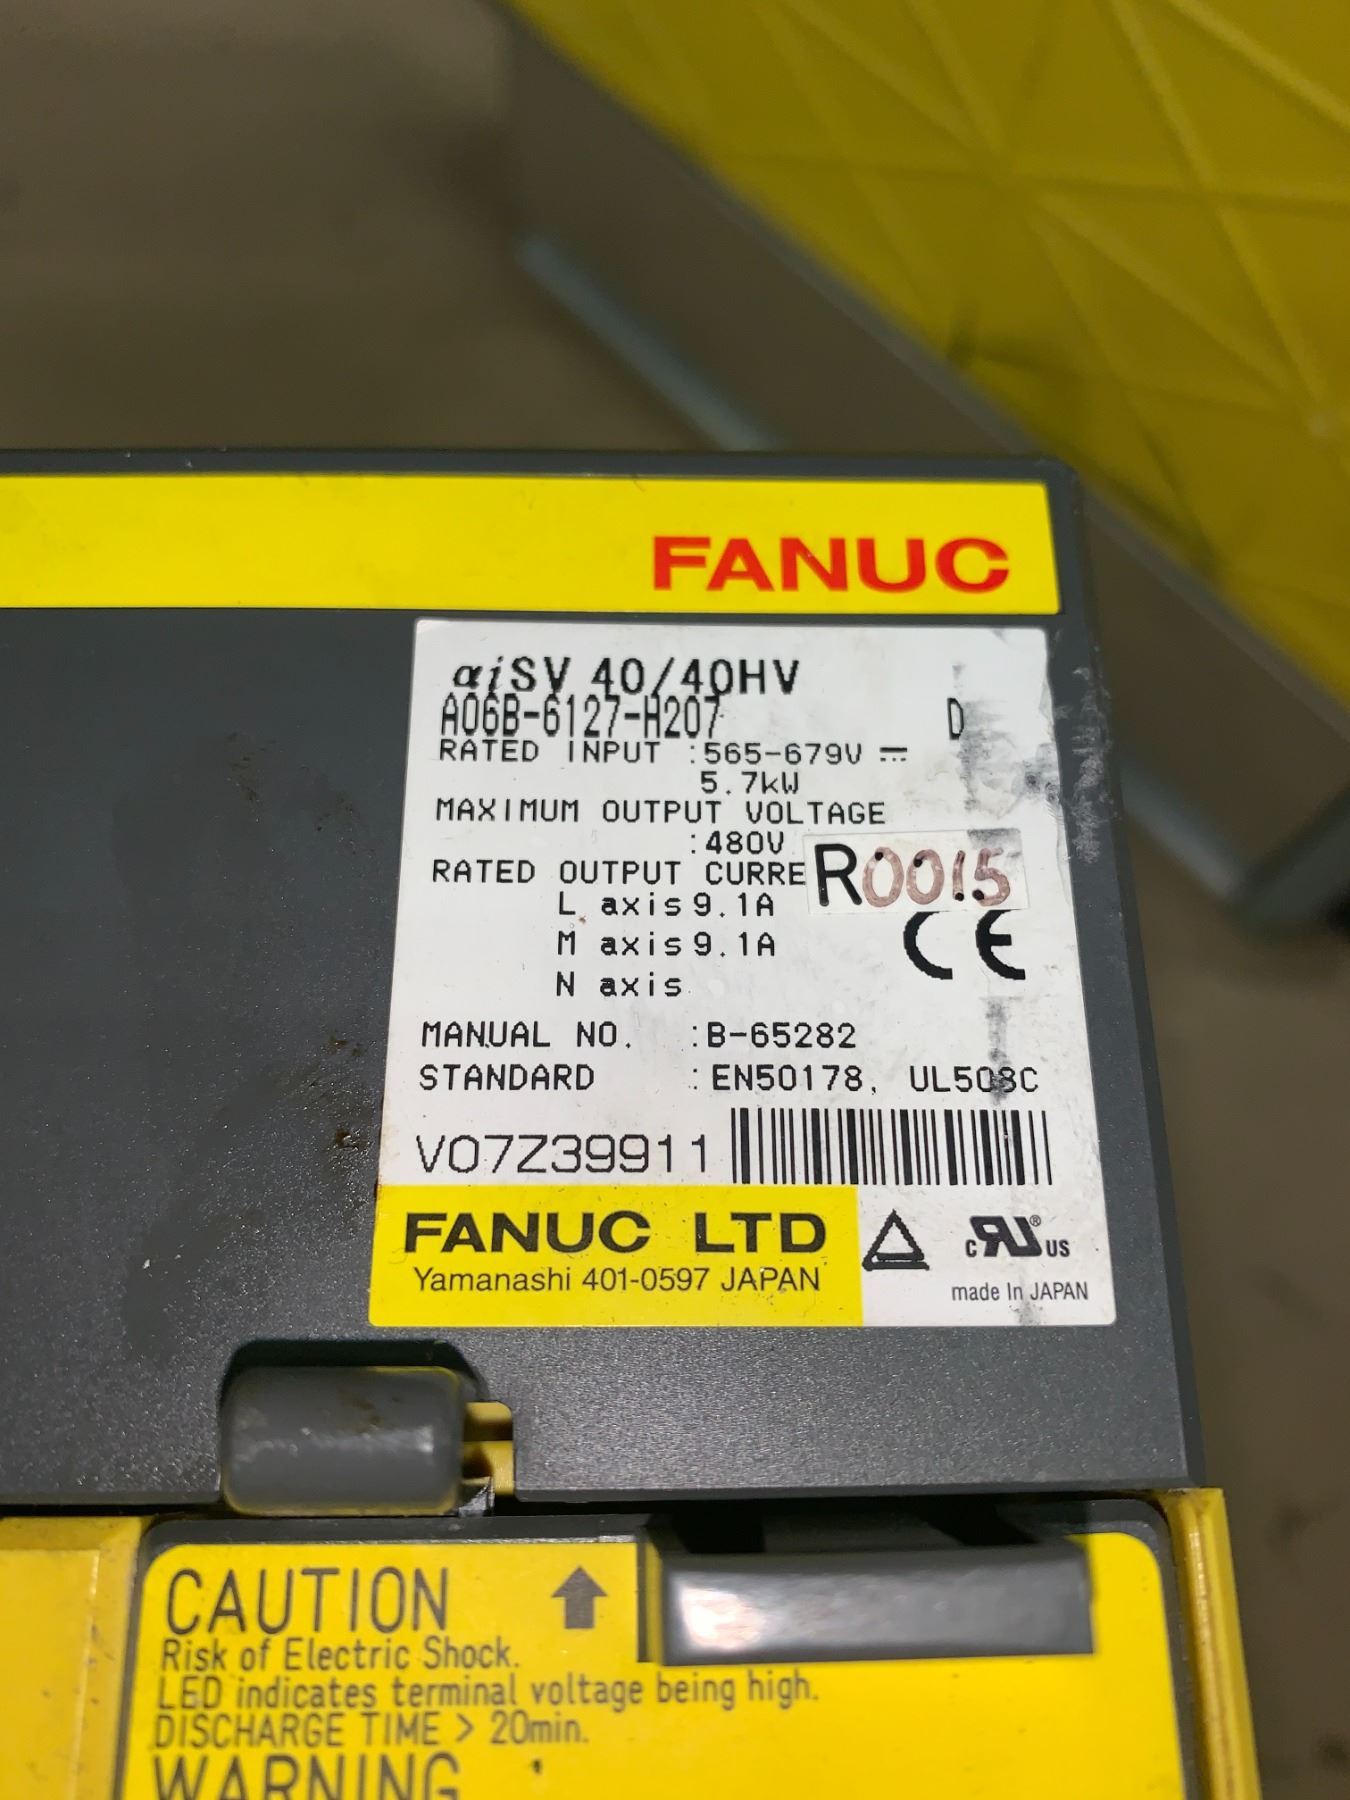 FANUC
αiSV 40/40HV
A06B-6127-H207 D
RATED INPUT :565-679V ⎓
5.7kW
MAXIMUM OUTPUT VOLTAGE
:480V
RATED OUTPUT CURRE R0015
L axis 9.1A
M axis 9.1A
CE
N axis
MANUAL NO. :B-65282
STANDARD :EN50178, UL508C
V07Z39911
FANUC LTD
Yamanashi 401-0597 JAPAN
c RU ® US
made In JAPAN
CAUTION
Risk of Electric Shock.
LED indicates terminal voltage being high.
DISCHARGE TIME > 20min.
WARNING